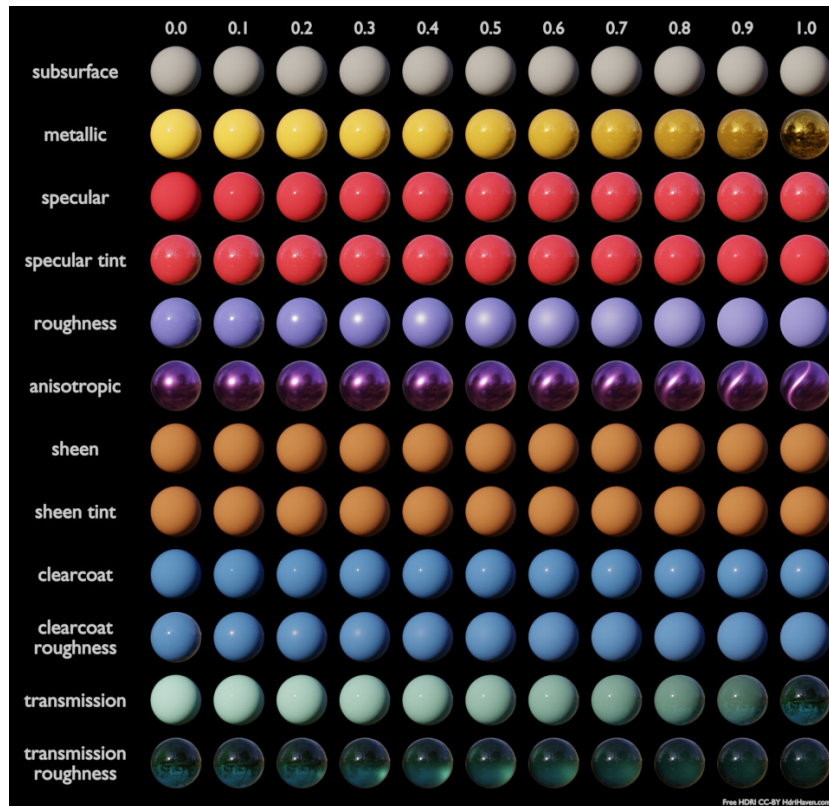 0.0 0.1 0.2 0.3 0.4 0.5 0.6 0.7 0.8 0.9 1.0
subsurface
metallic
specular
specular tint
roughness
anisotropic
sheen
sheen tint
clearcoat
clearcoat
roughness
transmission
transmission
roughness
Free HDRI CC-BY HdriHaven.com